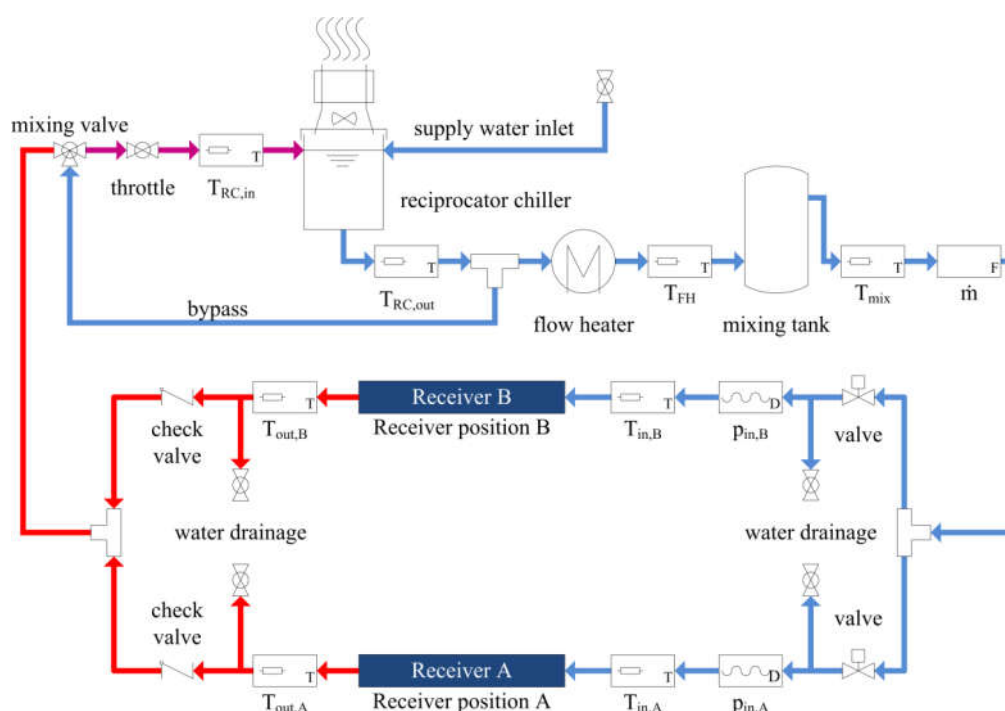 mixing valve
throttle
T
T_RC,in
supply water inlet
reciprocator chiller
T
T_RC,out
bypass
flow heater
T
T_FH
mixing tank
T
T_mix
F
ṁ
check
valve
T
T_out,B
Receiver B
Receiver position B
T
T_in,B
D
p_in,B
valve
water drainage
water drainage
check
valve
T
T_out,A
Receiver A
Receiver position A
T
T_in,A
D
p_in,A
valve